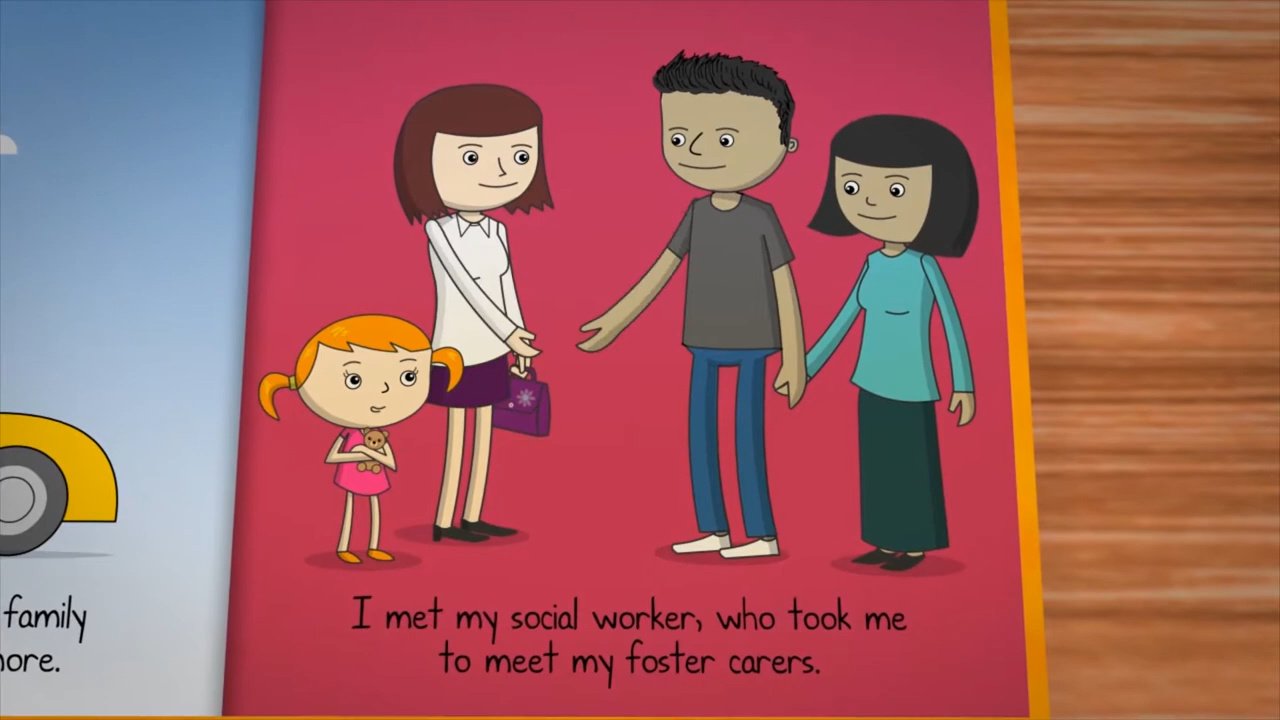 family
I met my social worker, who took me
to meet my foster carers.